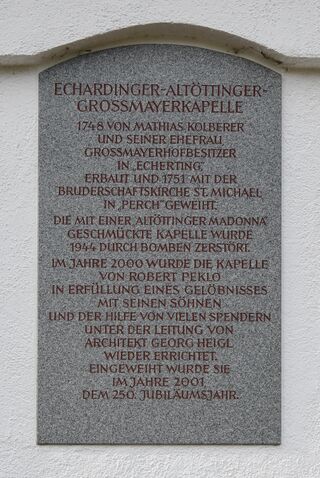 ECHARDINGER-ALTÖTTINGER-
GROSSMAYERKAPELLE
1748 VON MATHIAS KOLBERER
UND SEINER EHEFRAU
GROSSMAYERHOFBESITZER
IN „ECHERTING”
ERBAUT UND 1751 MIT DER
BRUDERSCHAFTSKIRCHE ST. MICHAEL
IN „PERCH” GEWEIHT.
DIE MIT EINER „ALTÖTTINGER MADONNA”
GESCHMÜCKTE KAPELLE WURDE
1944 DURCH BOMBEN ZERSTÖRT.
IM JAHRE 2000 WURDE DIE KAPELLE
VON ROBERT PEKLO
IN ERFÜLLUNG EINES GELÖBNISSES
MIT SEINEN SÖHNEN
UND DER HILFE VON VIELEN SPENDERN
UNTER DER LEITUNG VON
ARCHITEKT GEORG HEIGL
WIEDER ERRICHTET.
EINGEWEIHT WURDE SIE
IM JAHRE 2001
DEM 250. JUBILÄUMSJAHR.